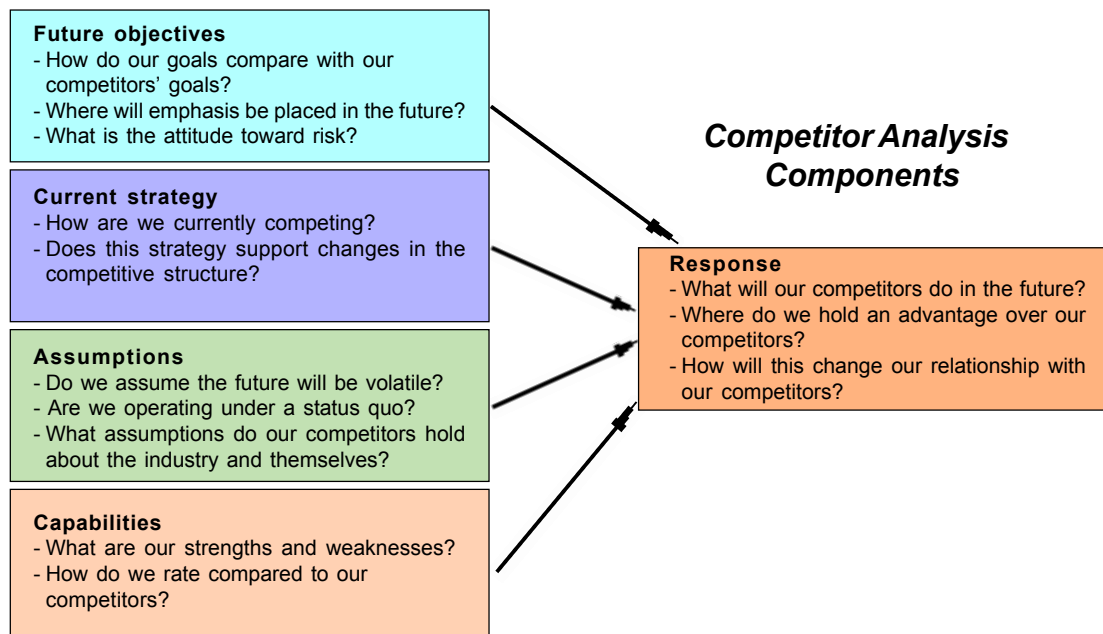 Future objectives
- How do our goals compare with our
competitors’ goals?
- Where will emphasis be placed in the future?
- What is the attitude toward risk?
Current strategy
- How are we currently competing?
- Does this strategy support changes in the
competitive structure?
Assumptions
- Do we assume the future will be volatile?
- Are we operating under a status quo?
- What assumptions do our competitors hold
about the industry and themselves?
Capabilities
- What are our strengths and weaknesses?
- How do we rate compared to our
competitors?
Competitor Analysis
Components
Response
- What will our competitors do in the future?
- Where do we hold an advantage over our
competitors?
- How will this change our relationship with
our competitors?